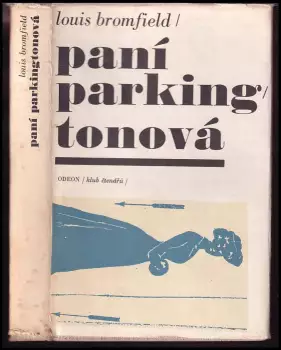 louis bromfield
paní parkingtonová
louis bromfield /
paní
parking/
tonová
ODEON / klub čtenářů /